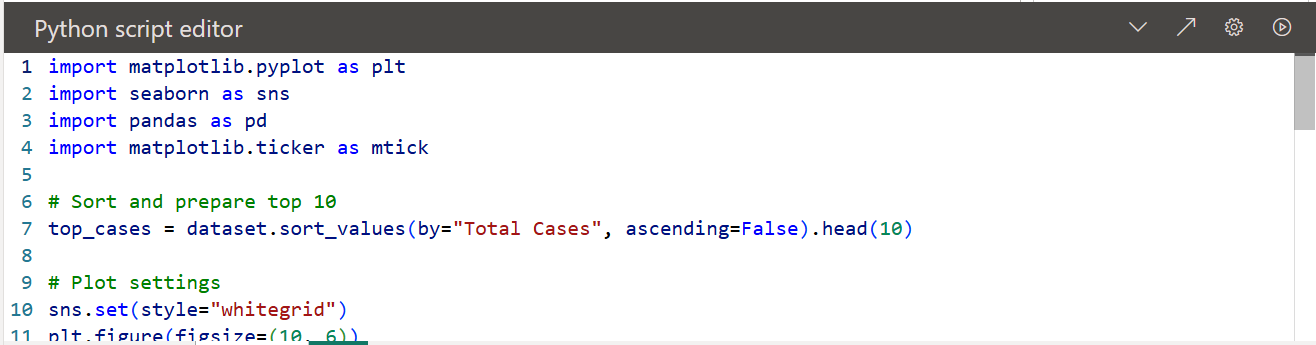 Python script editor
1 import matplotlib.pyplot as plt
2 import seaborn as sns
3 import pandas as pd
4 import matplotlib.ticker as mtick
5
6 # Sort and prepare top 10
7 top_cases = dataset.sort_values(by="Total Cases", ascending=False).head(10)
8
9 # Plot settings
10 sns.set(style="whitegrid")
11 plt.figure(figsize=(10, 6))